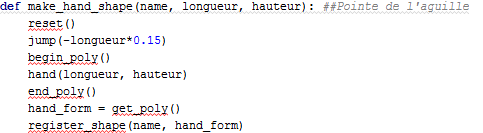 def make_hand_shape(name, longueur, hauteur): ##Pointe de l'aguille
reset()
jump(-longueur*0.15)
begin_poly()
hand(longueur, hauteur)
end_poly()
hand_form = get_poly()
register_shape(name, hand_form)